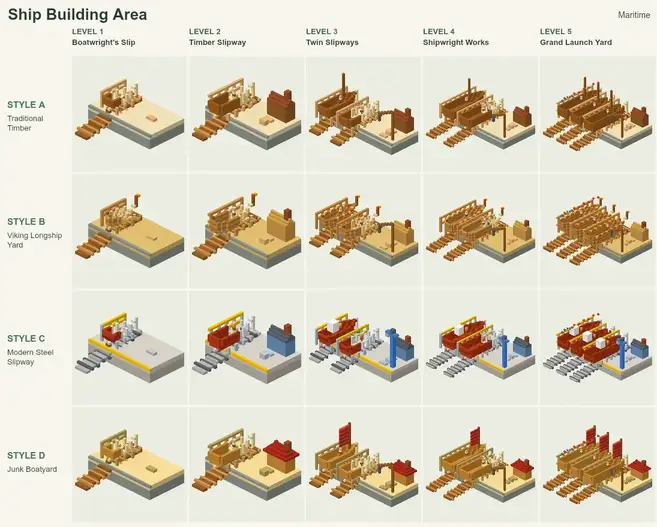 Ship Building Area
Maritime
LEVEL 1
Boatwright's Slip
LEVEL 2
Timber Slipway
LEVEL 3
Twin Slipways
LEVEL 4
Shipwright Works
LEVEL 5
Grand Launch Yard
STYLE A
Traditional
Timber
STYLE B
Viking Longship
Yard
STYLE C
Modern Steel
Slipway
STYLE D
Junk Boatyard